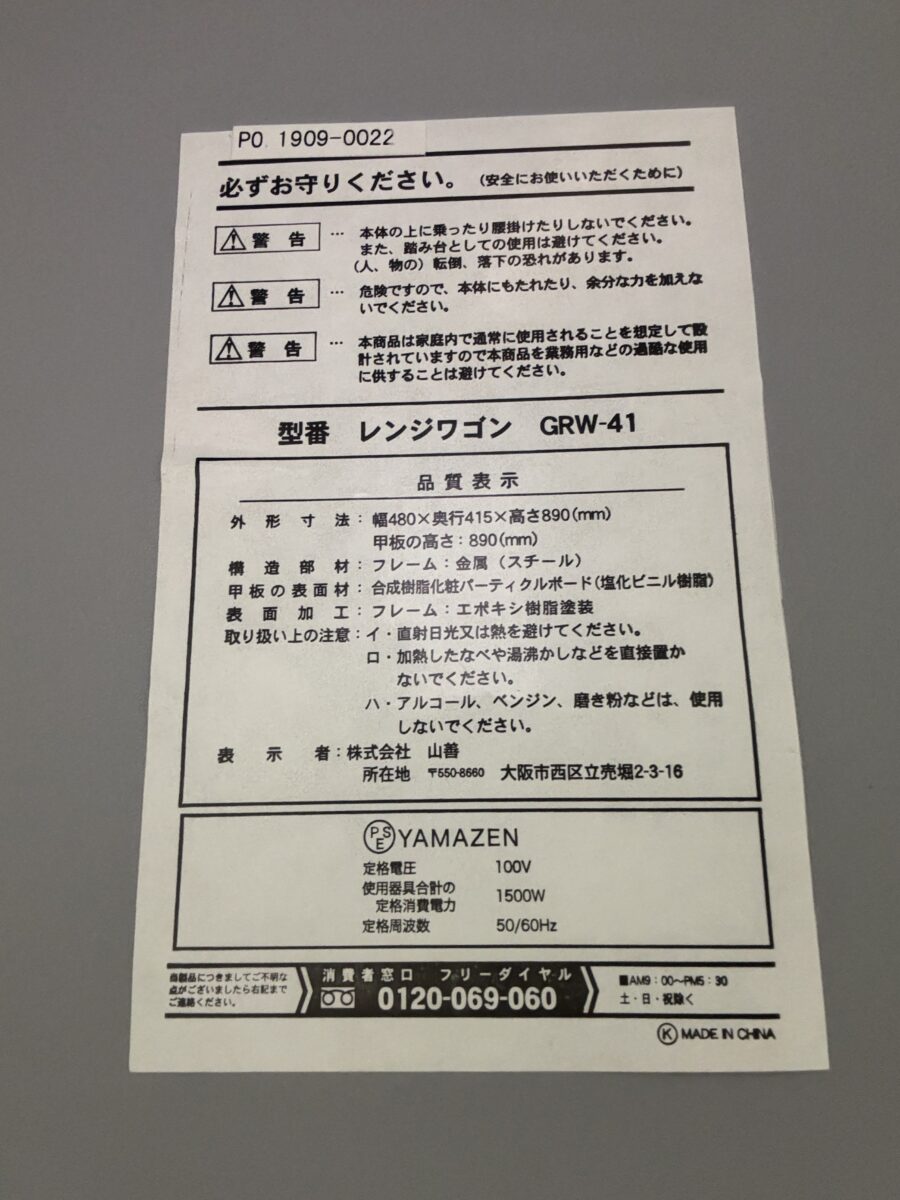 PO 1909-0022
必ずお守りください。（安全にお使いいただくために）
⚠警告 … 本体の上に乗ったり腰掛けたりしないでください。
また、踏み台としての使用は避けてください。
（人、物の）転倒、落下の恐れがあります。
⚠警告 … 危険ですので、本体にもたれたり、余分な力を加えな
いでください。
⚠警告 … 本商品は家庭内で通常に使用されることを想定して設
計されていますので本商品を業務用などの過酷な使用
に供することは避けてください。
型番 レンジワゴン GRW-41
品質表示
外形寸法：幅480×奥行415×高さ890(mm)
甲板の高さ：890(mm)
構造部材：フレーム：金属（スチール）
甲板の表面材：合成樹脂化粧パーティクルボード（塩化ビニル樹脂）
表面加工：フレーム：エポキシ樹脂塗装
取り扱い上の注意：イ・直射日光又は熱を避けてください。
ロ・加熱したなべや湯沸かしなどを直接置か
ないでください。
ハ・アルコール、ベンジン、磨き粉などは、使用
しないでください。
表示者：株式会社 山善
所在地 〒550-8660 大阪市西区立売堀2-3-16
PSE YAMAZEN
定格電圧 100V
使用器具合計の
定格消費電力 1500W
定格周波数 50/60Hz
当製品につきましてご不明な
点がございましたら右記まで
ご連絡ください。
消費者窓口 フリーダイヤル
0120-069-060
■AM9：00～PM5：30
土・日・祝除く
Ⓚ MADE IN CHINA